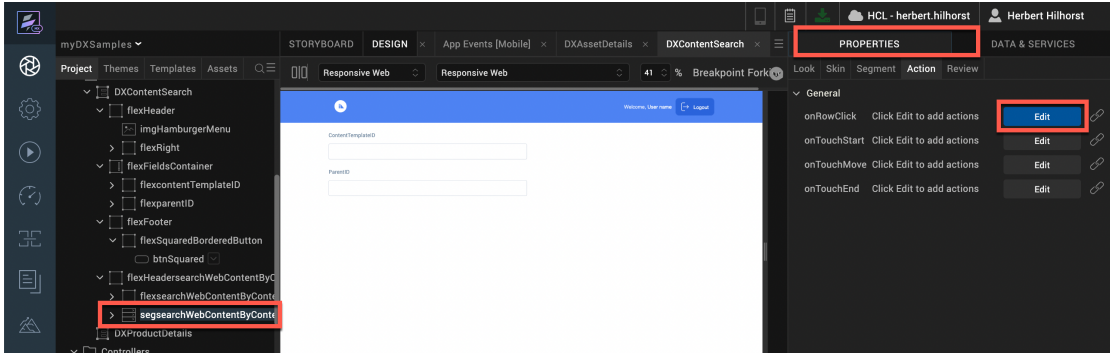 HCL - herbert.hilhorst Herbert Hilhorst
myDXSamples STORYBOARD DESIGN × App Events [Mobile] × DXAssetDetails × DXContentSearch × PROPERTIES DATA & SERVICES
Project Themes Templates Assets Responsive Web Responsive Web 41 % Breakpoint Forki Look Skin Segment Action Review
DXContentSearch
flexHeader
imgHamburgerMenu
flexRight
flexFieldsContainer
flexcontentTemplateID
flexparentID
flexFooter
flexSquaredBorderedButton
btnSquared
flexHeadersearchWebContentByC
flexsearchWebContentByConte
segsearchWebContentByConte
DXProductDetails
Controllers
Welcome, User name Logout
ContentTemplateID
ParentID
General
onRowClick Click Edit to add actions Edit
onTouchStart Click Edit to add actions Edit
onTouchMove Click Edit to add actions Edit
onTouchEnd Click Edit to add actions Edit